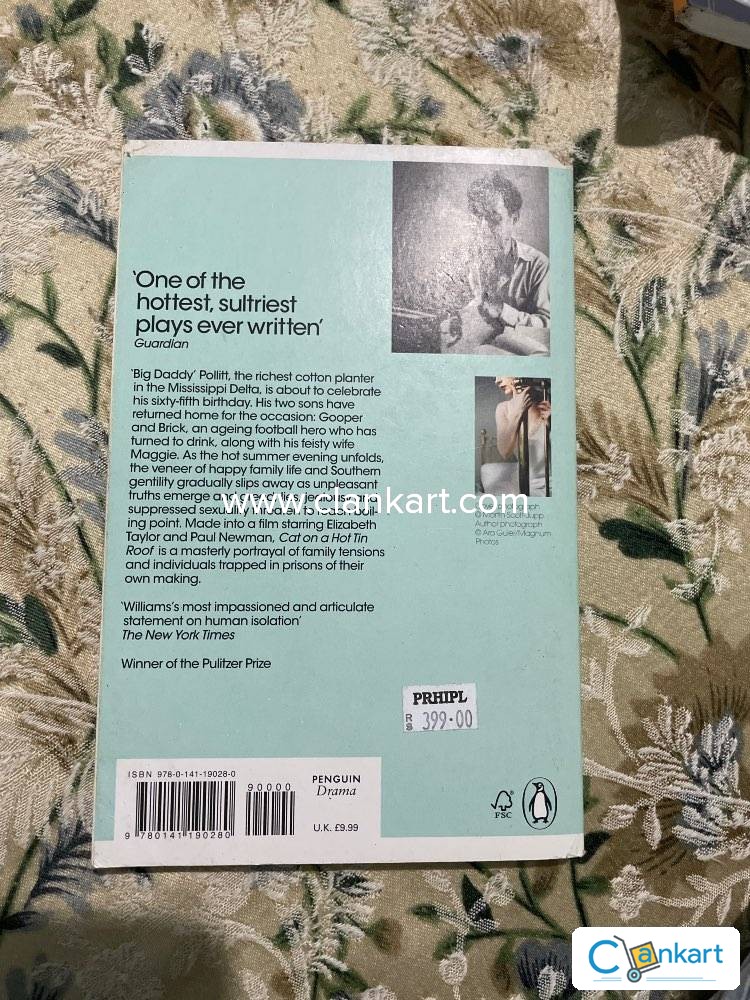 'One of the
hottest, sultriest
plays ever written'
Guardian
'Big Daddy' Pollitt, the richest cotton planter
in the Mississippi Delta, is about to celebrate
his sixty-fifth birthday. His two sons have
returned home for the occasion: Gooper
and Brick, an ageing football hero who has
turned to drink, along with his feisty wife
Maggie. As the hot summer evening unfolds,
the veneer of happy family life and Southern
gentility gradually slips away as unpleasant
truths emerge and
www.clankart.com
suppressed
point. Made into a film starring Elizabeth
Taylor and Paul Newman, Cat on a Hot Tin
Roof is a masterly portrayal of family tensions
and individuals trapped in prisons of their
own making.
'Williams's most impassioned and articulate
statement on human isolation'
The New York Times
Winner of the Pulitzer Prize
photograph
Author photograph
© Ara Guler/Magnum
Photos
PRHIPL
RS 399.00
ISBN 978-0-141-19028-0
90000
9 780141 190280
PENGUIN
Drama
U.K. £9.99
FSC
Clankart
www.clankart.com